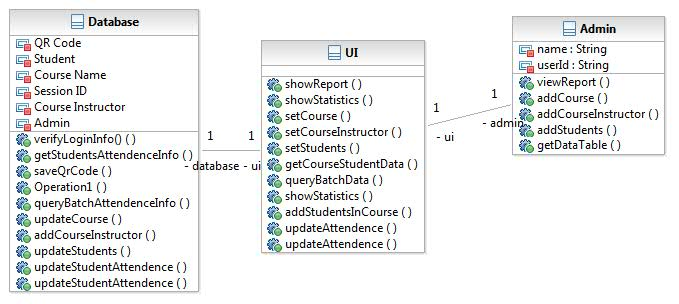 Database
QR Code
Student
Course Name
Session ID
Course Instructor
Admin
verifyLoginInfo() ( )
getStudentsAttendenceInfo ( )
saveQrCode ( )
Operation1 ( )
queryBatchAttendenceInfo ( )
updateCourse ( )
addCourseInstructor ( )
updateStudents ( )
updateStudentAttendence ( )
updateStudentAttendence ( )
1
1
- database
- ui
UI
showReport ( )
showStatistics ( )
setCourse ( )
setCourseInstructor ( )
setStudents ( )
getCourseStudentData ( )
queryBatchData ( )
showStatistics ( )
addStudentsInCourse ( )
updateAttendence ( )
updateAttendence ( )
1
1
- ui
- admin
Admin
name : String
userId : String
viewReport ( )
addCourse ( )
addCourseInstructor ( )
addStudents ( )
getDataTable ( )